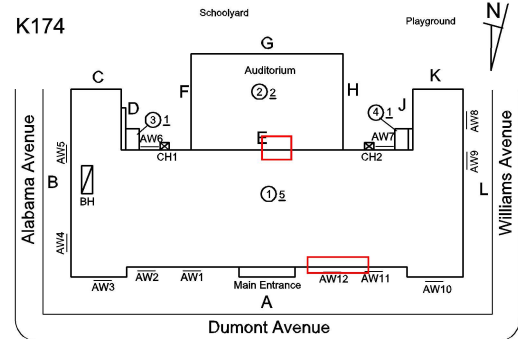 Schoolyard
Playground
N
K174
G
C
K
Auditorium
② 2
F
H
D
J
③ 1
④ 1
AW6
AW7
AW8
E
CH1
CH2
AW5
AW9
Alabama Avenue
B
BH
① 5
L
Williams Avenue
AW4
AW3
AW2
AW1
Main Entrance
AW12
AW11
AW10
A
Dumont Avenue